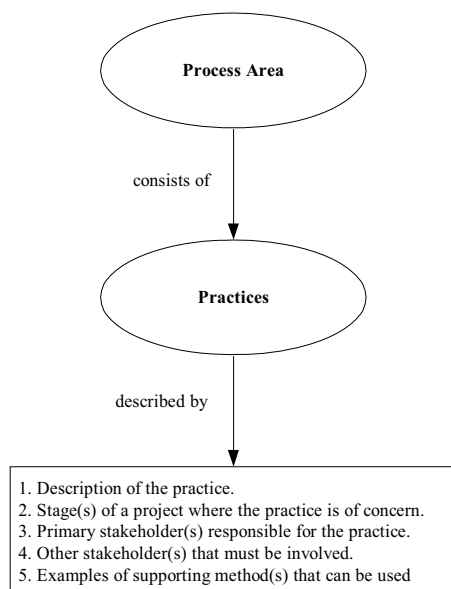 Process Area
consists of
Practices
described by
1. Description of the practice.
2. Stage(s) of a project where the practice is of concern.
3. Primary stakeholder(s) responsible for the practice.
4. Other stakeholder(s) that must be involved.
5. Examples of supporting method(s) that can be used